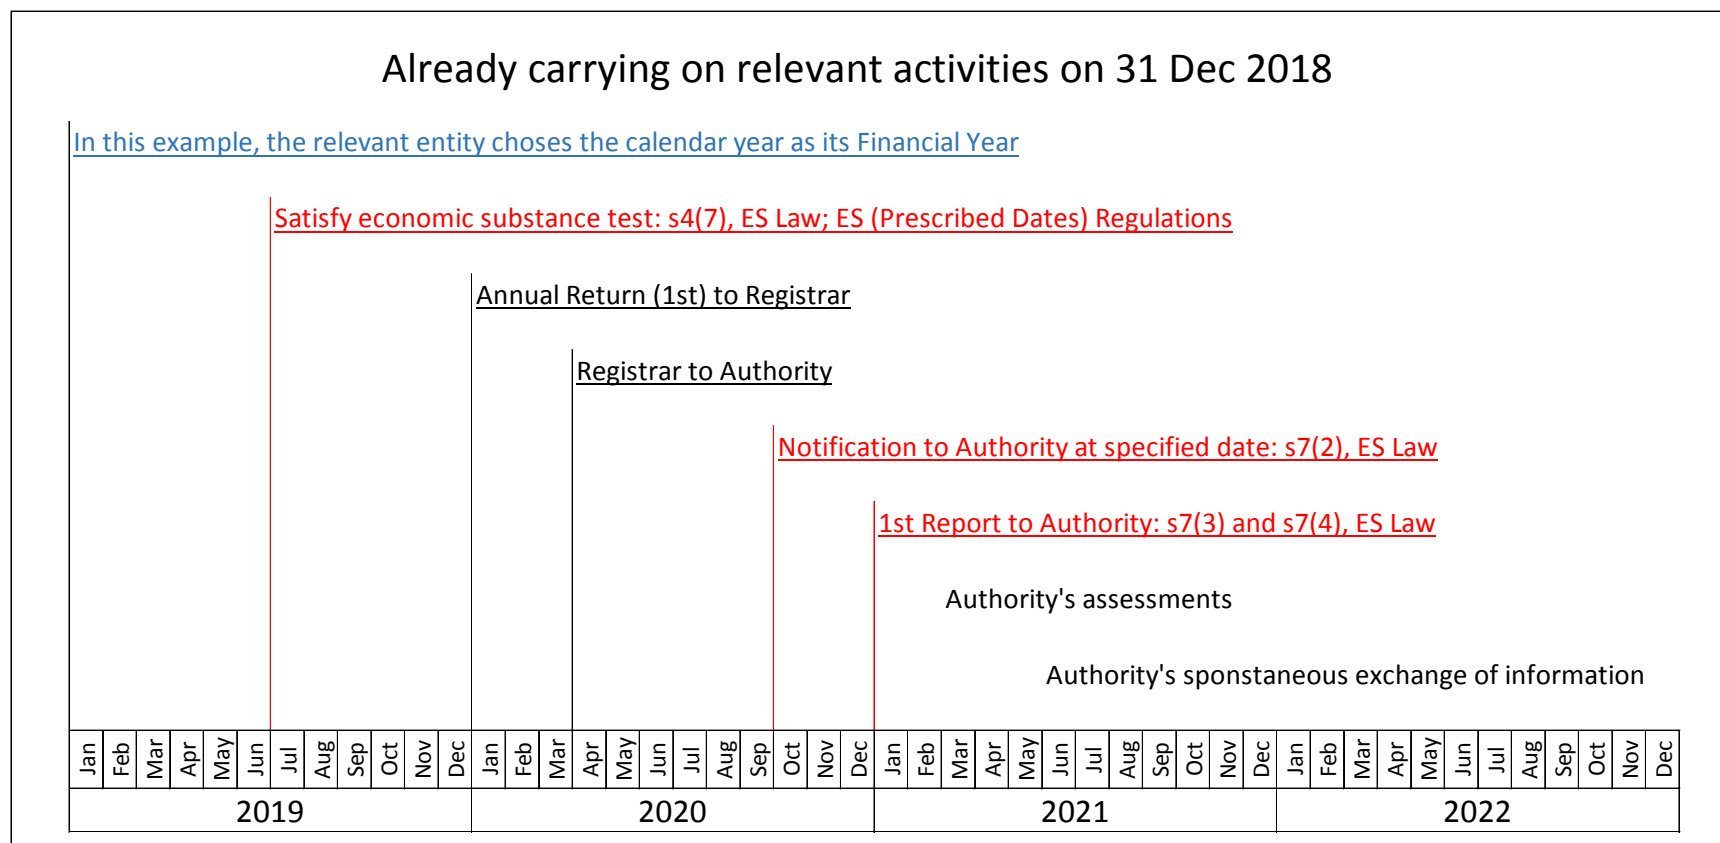 Already carrying on relevant activities on 31 Dec 2018
In this example, the relevant entity choses the calendar year as its Financial Year
Satisfy economic substance test: s4(7), ES Law; ES (Prescribed Dates) Regulations
Annual Return (1st) to Registrar
Registrar to Authority
Notification to Authority at specified date: s7(2), ES Law
1st Report to Authority: s7(3) and s7(4), ES Law
Authority's assessments
Authority's sponstaneous exchange of information
Jan Feb Mar Apr May Jun Jul Aug Sep Oct Nov Dec Jan Feb Mar Apr May Jun Jul Aug Sep Oct Nov Dec Jan Feb Mar Apr May Jun Jul Aug Sep Oct Nov Dec Jan Feb Mar Apr May Jun Jul Aug Sep Oct Nov Dec
2019 2020 2021 2022